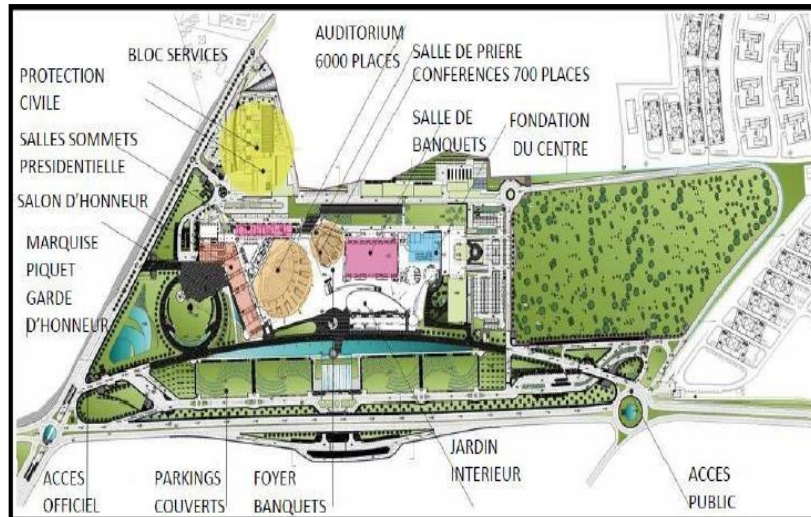 BLOC SERVICES
PROTECTION
CIVILE
SALLES SOMMETS
PRESIDENTIELLE
SALON D'HONNEUR
MARQUISE
PIQUET
GARDE
D'HONNEUR
AUDITORIUM
6000 PLACES
SALLE DE PRIERE
CONFERENCES 700 PLACES
SALLE DE
BANQUETS
FONDATION
DU CENTRE
ACCES
OFFICIEL
PARKINGS
COUVERTS
FOYER
BANQUETS
JARDIN
INTERIEUR
ACCES
PUBLIC